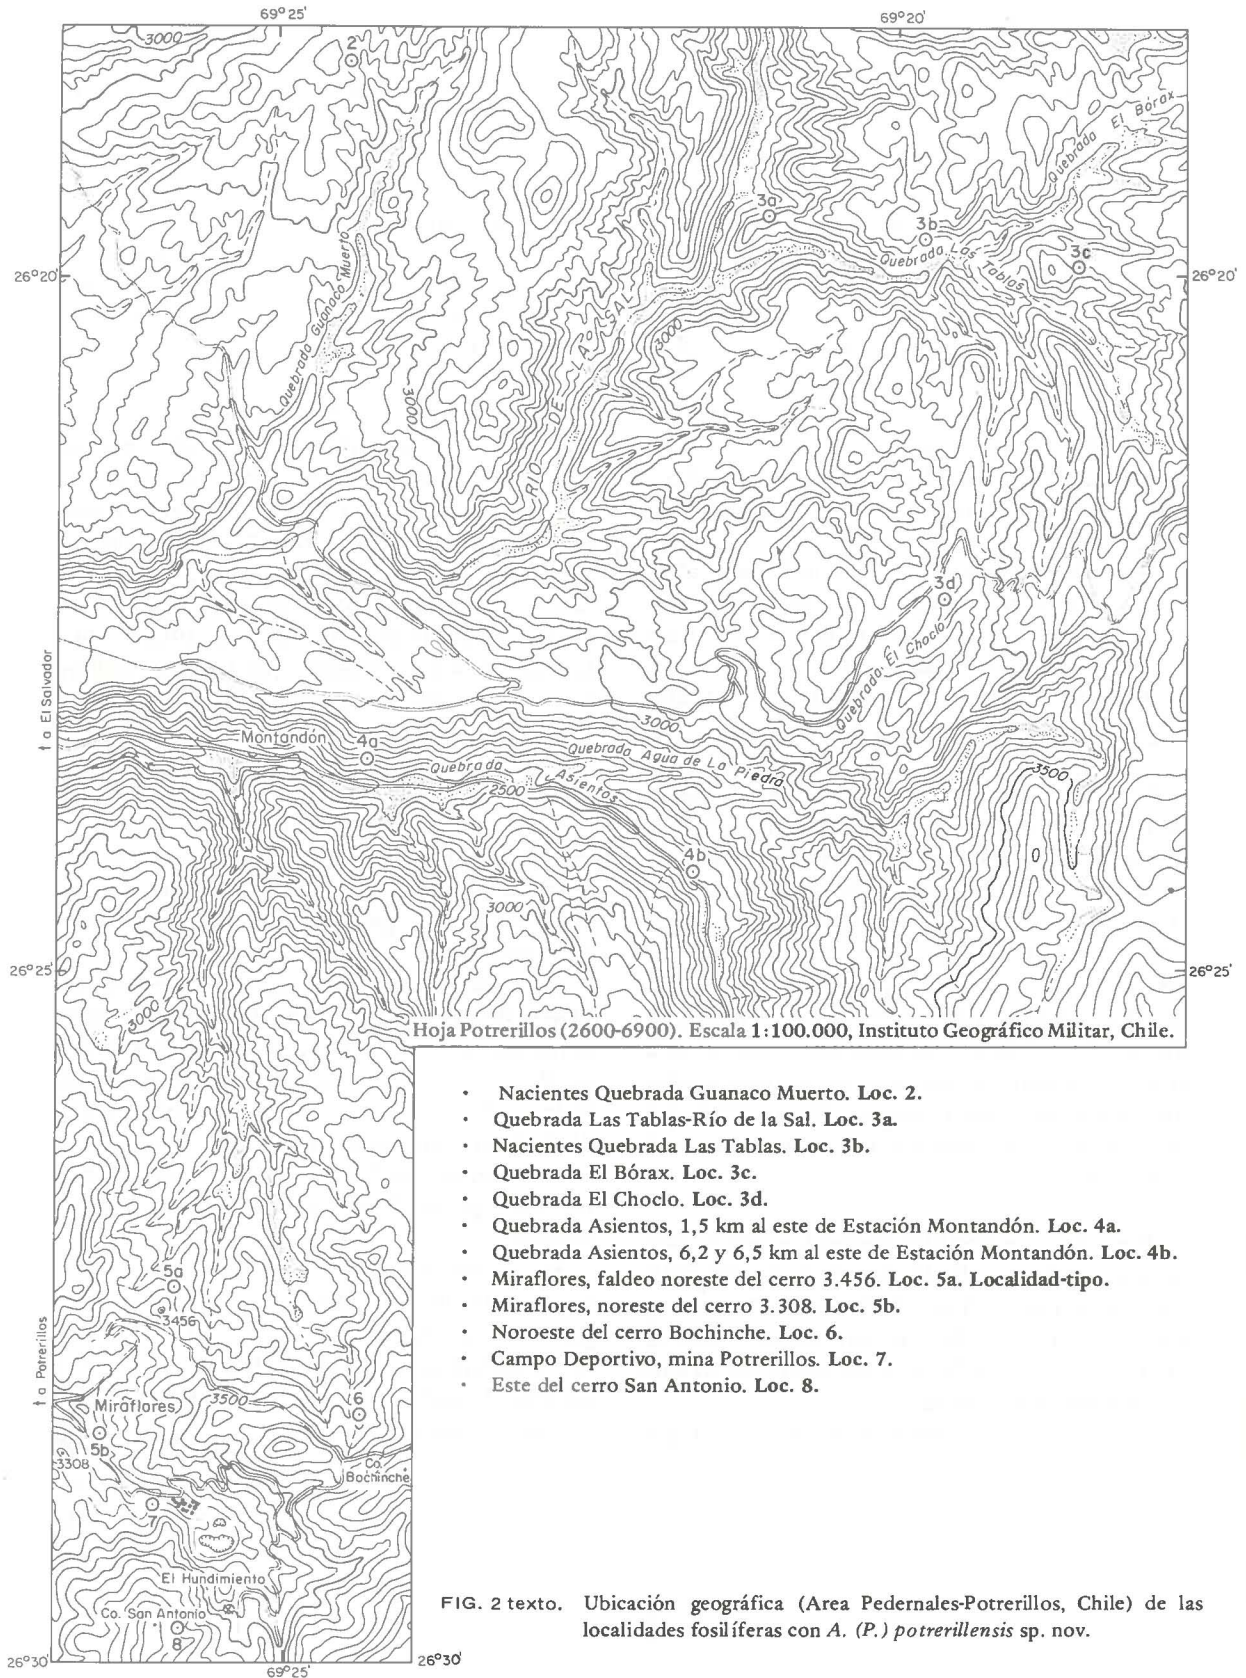 69°25'
69°20'
3000
2
Quebrada El Bórax
3a
3b
3c
Quebrada Las Tablas
26°20'
26°20'
Quebrada Guanaco Muerto
3000
RIO DE LA SAL
3000
3d
Quebrada El Choclo
† a El Salvador
3000
Montandón
4a
Quebrada Asientos
Quebrada Agua de La Piedra
2500
3500
4b
3000
26°25'
26°25'
3000
Hoja Potrerillos (2600-6900). Escala 1:100.000, Instituto Geográfico Militar, Chile.
• Nacientes Quebrada Guanaco Muerto. Loc. 2.
• Quebrada Las Tablas-Río de la Sal. Loc. 3a.
• Nacientes Quebrada Las Tablas. Loc. 3b.
• Quebrada El Bórax. Loc. 3c.
• Quebrada El Choclo. Loc. 3d.
• Quebrada Asientos, 1,5 km al este de Estación Montandón. Loc. 4a.
• Quebrada Asientos, 6,2 y 6,5 km al este de Estación Montandón. Loc. 4b.
• Miraflores, faldeo noreste del cerro 3.456. Loc. 5a. Localidad-tipo.
• Miraflores, noreste del cerro 3.308. Loc. 5b.
• Noroeste del cerro Bochinche. Loc. 6.
• Campo Deportivo, mina Potrerillos. Loc. 7.
• Este del cerro San Antonio. Loc. 8.
5a
3456
† a Potrerillos
3500
Miraflores
6
5b
3308
Co. Bochinche
7
El Hundimiento
Co. San Antonio
8
26°30'
69°25'
26°30'
FIG. 2 texto. Ubicación geográfica (Area Pedernales-Potrerillos, Chile) de las
localidades fosilíferas con A. (P.) potrerillensis sp. nov.